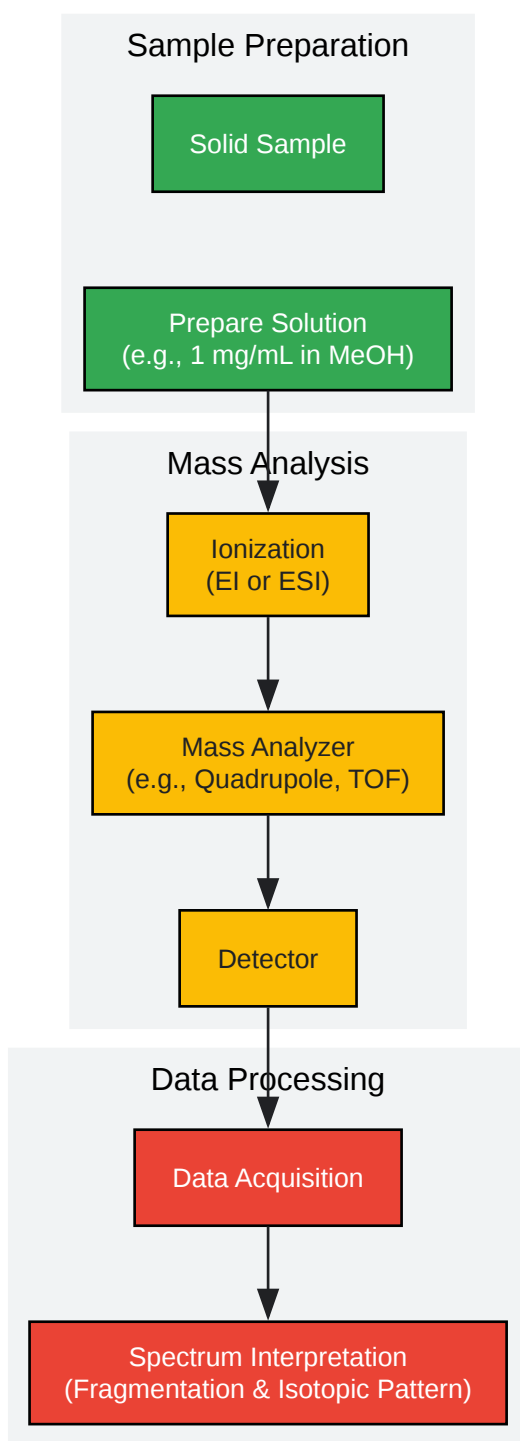 Sample Preparation
Solid Sample
Prepare Solution
(e.g., 1 mg/mL in MeOH)
Mass Analysis
Ionization
(EI or ESI)
Mass Analyzer
(e.g., Quadrupole, TOF)
Detector
Data Processing
Data Acquisition
Spectrum Interpretation
(Fragmentation & Isotopic Pattern)